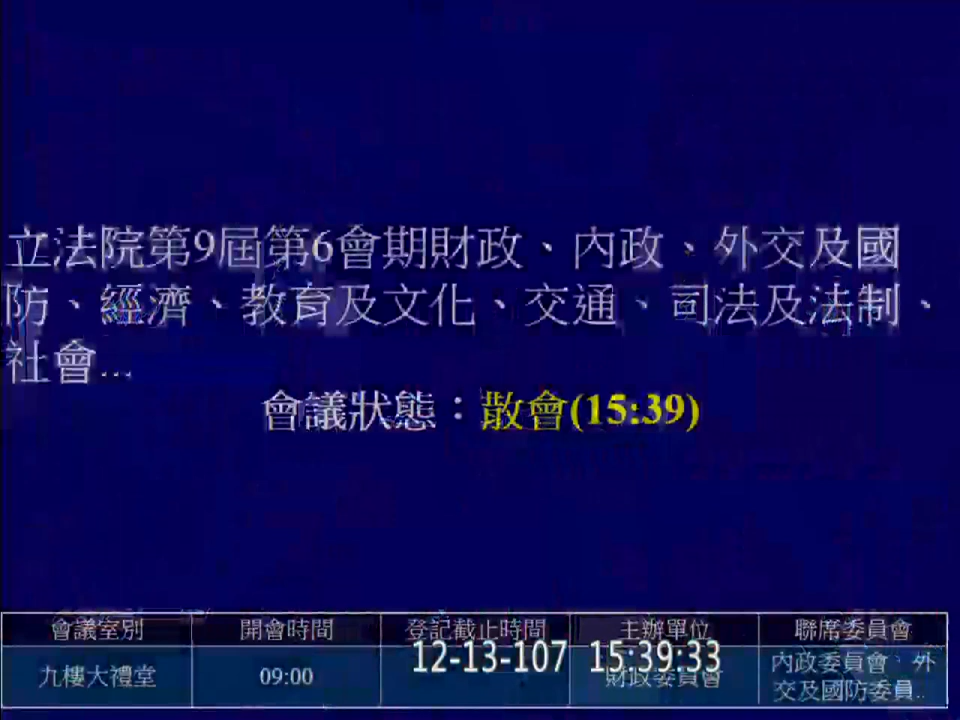 立法院第9屆第6會期財政、內政、外交及國
防、經濟、教育及文化、交通、司法及法制、
社會...
會議狀態：散會(15:39)
會議室別 開會時間 登記截止時間 主辦單位 聯席委員會
九樓大禮堂 09:00 財政委員會 內政委員會、外
交及國防委員..
12-13-107 15:39:33